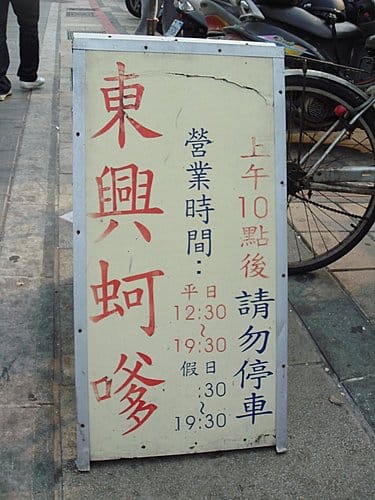 上午10點後
請勿停車
營業時間：
平日
12:30
～
19:30
假日
:30
～
19:30
東興蚵嗲